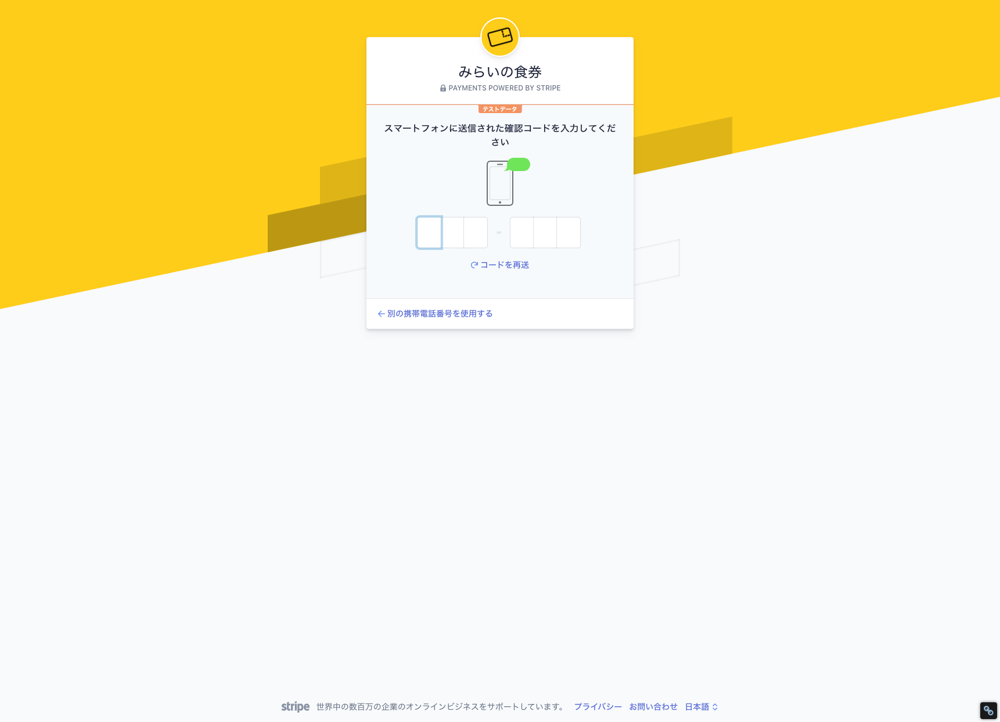 みらいの食券
PAYMENTS POWERED BY STRIPE
テストデータ
スマートフォンに送信された確認コードを入力してくだ
さい
コードを再送
別の携帯電話番号を使用する
stripe 世界中の数百万の企業のオンラインビジネスをサポートしています。 プライバシー お問い合わせ 日本語